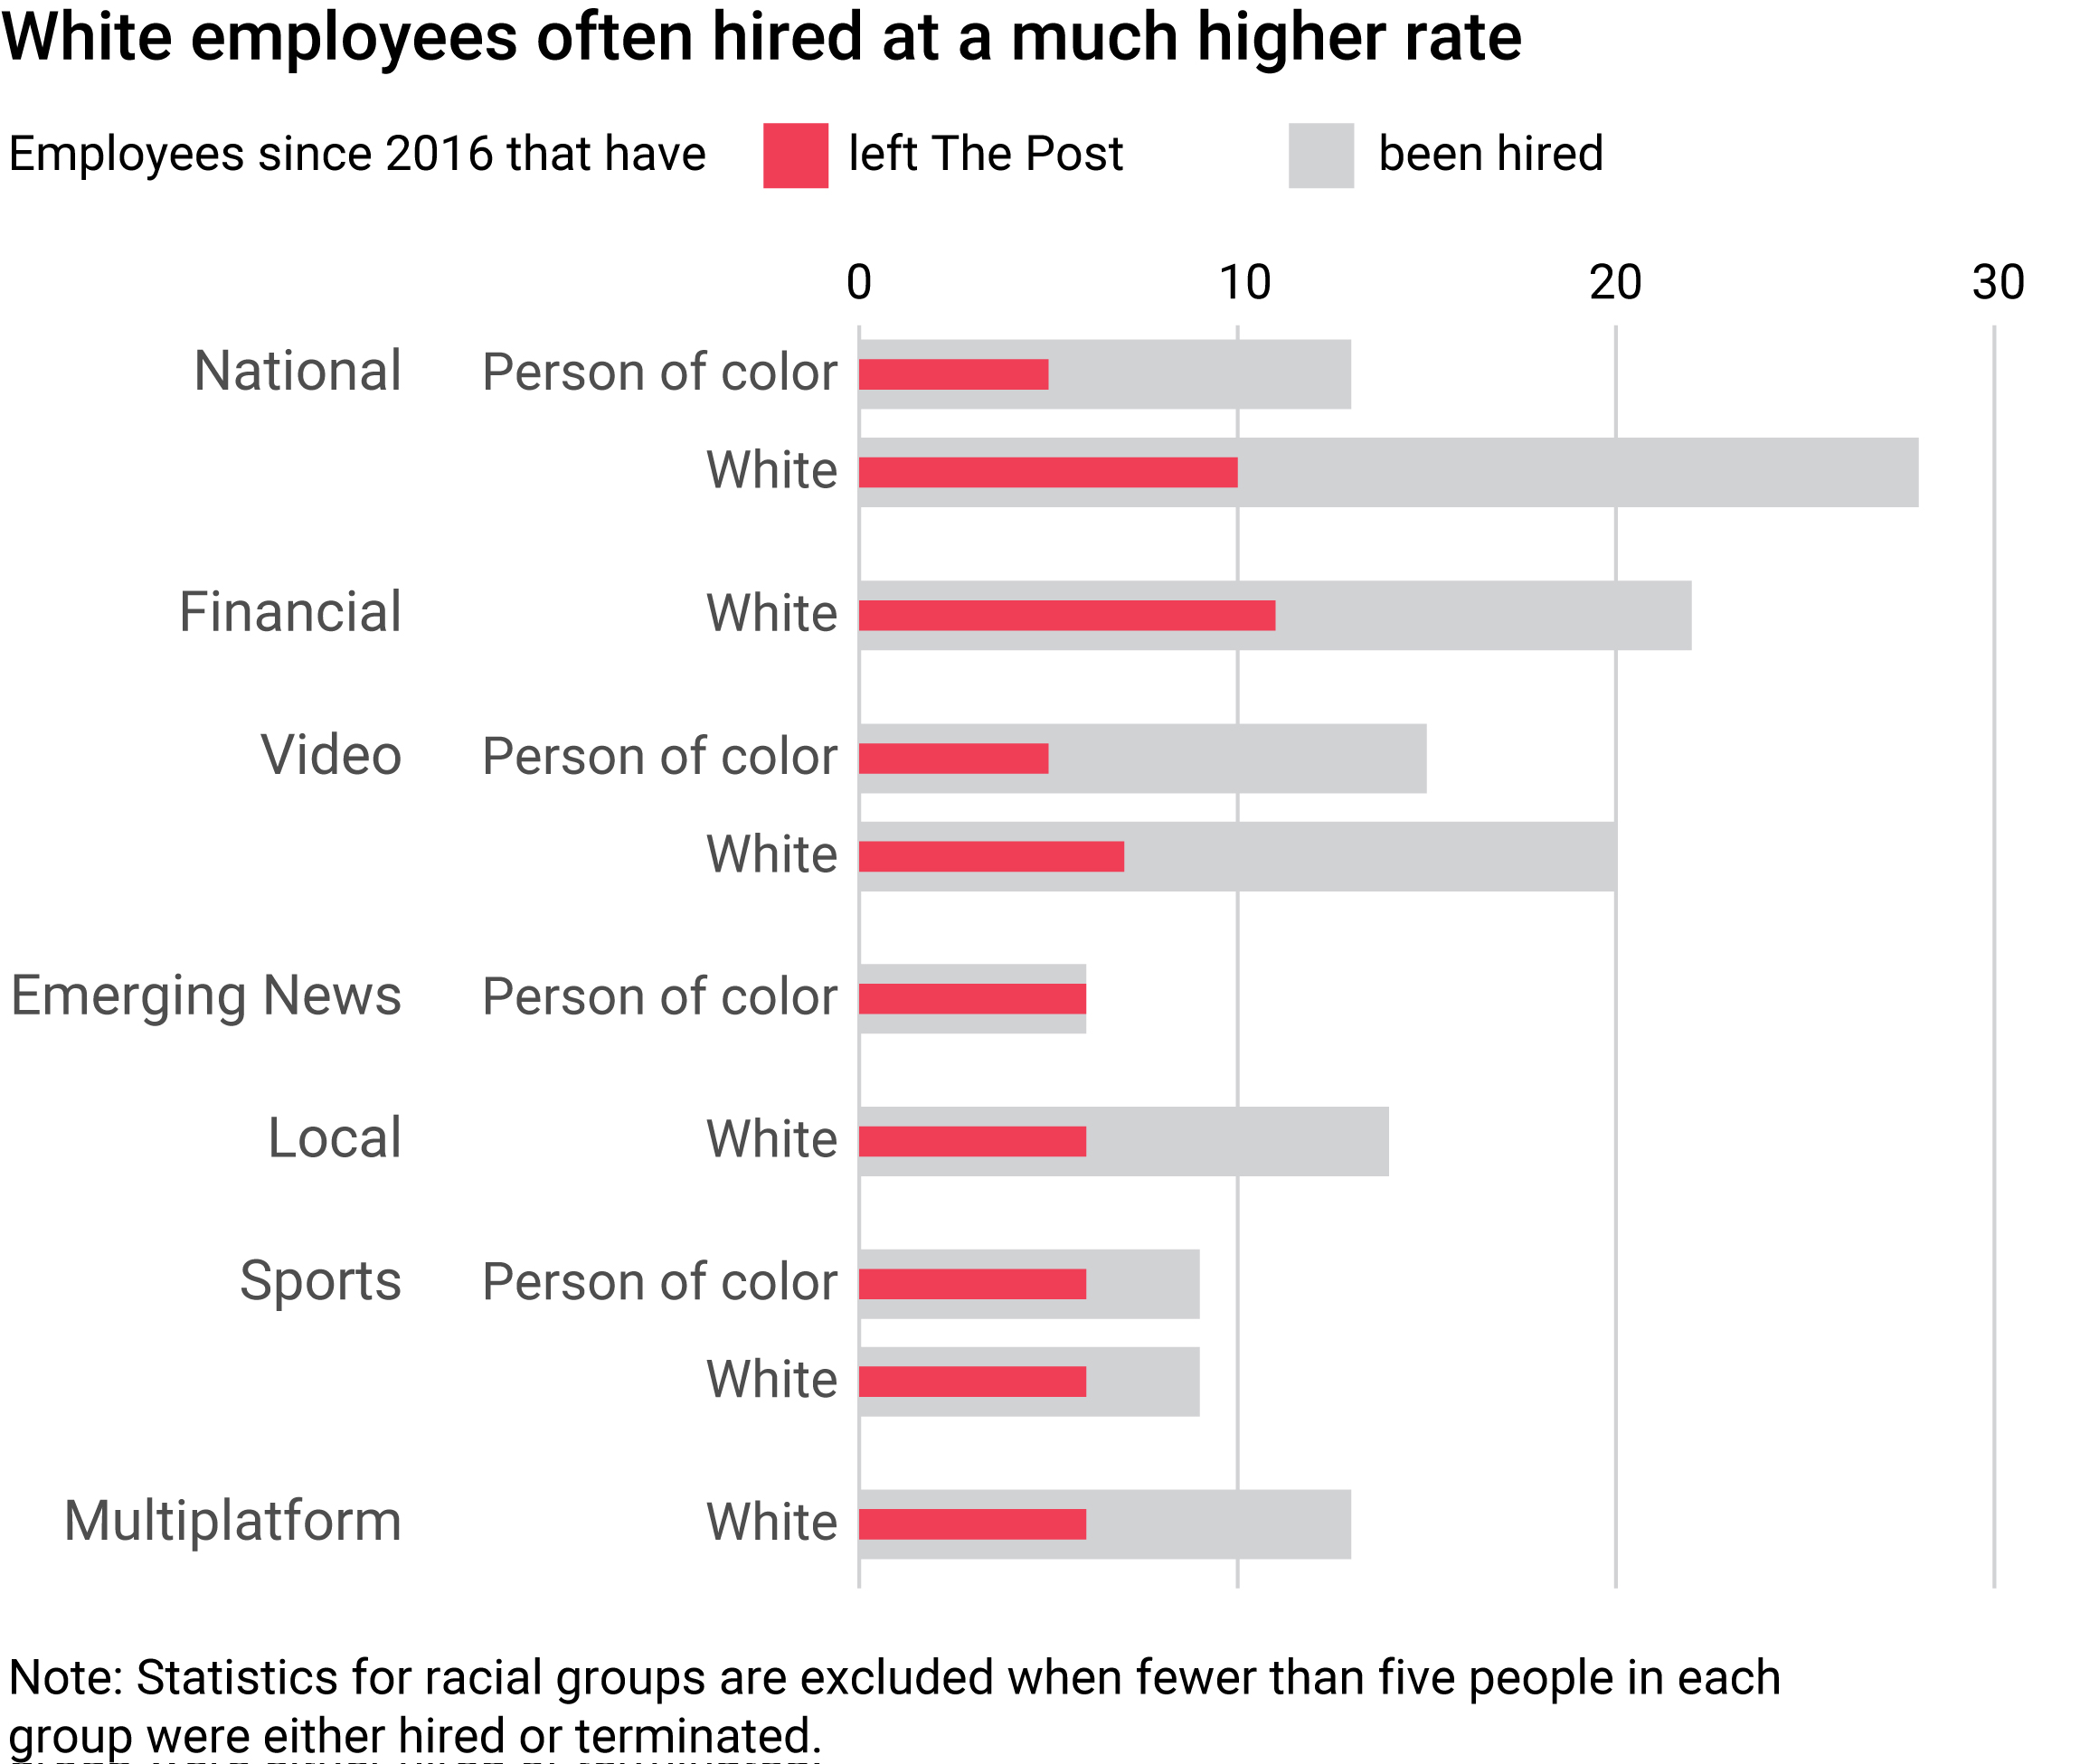 White employees often hired at a much higher rate
Employees since 2016 that have left The Post been hired
0 10 20 30
National Person of color
White
Financial White
Video Person of color
White
Emerging News Person of color
Local White
Sports Person of color
White
Multiplatform White
Note: Statistics for racial groups are excluded when fewer than five people in each
group were either hired or terminated.